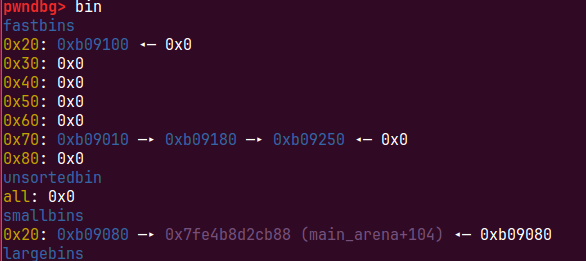 pwndbg> bin
fastbins
0x20: 0xb09100 ◂— 0x0
0x30: 0x0
0x40: 0x0
0x50: 0x0
0x60: 0x0
0x70: 0xb09010 —▸ 0xb09180 —▸ 0xb09250 ◂— 0x0
0x80: 0x0
unsortedbin
all: 0x0
smallbins
0x20: 0xb09080 —▸ 0x7fe4b8d2cb88 (main_arena+104) ◂— 0xb09080
largebins